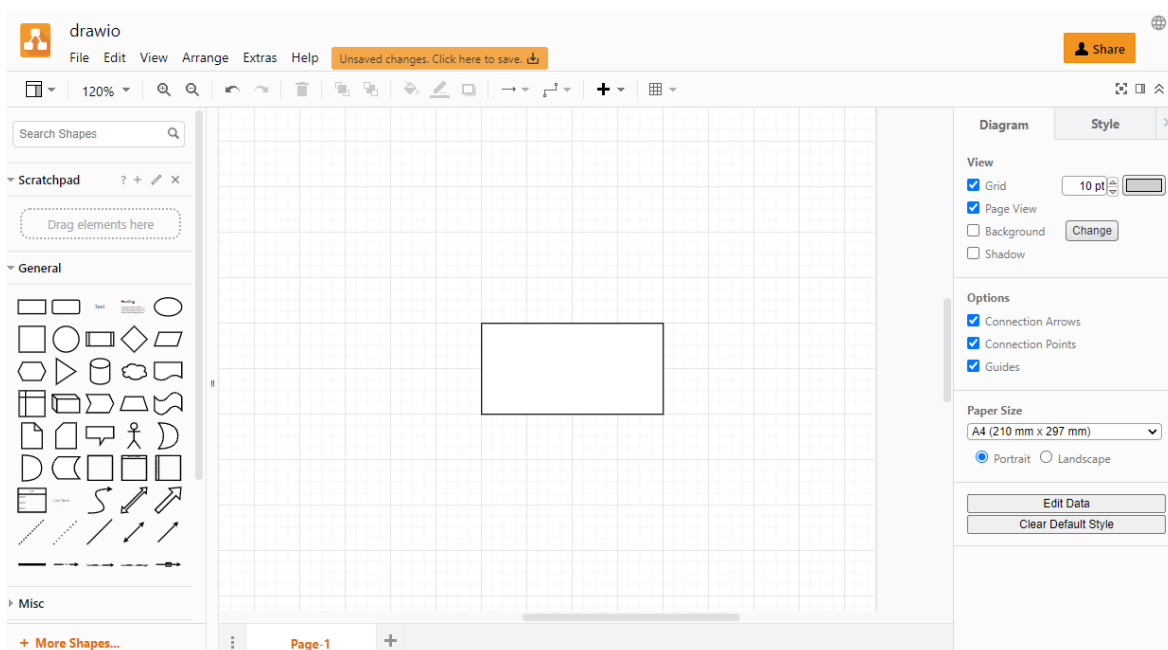 drawio
File Edit View Arrange Extras Help Unsaved changes. Click here to save.
Share
120%
Search Shapes
Scratchpad ? + ×
Drag elements here
General
Text
Heading
Misc
+ More Shapes...
Page-1
Diagram Style
View
Grid 10 pt
Page View
Background Change
Shadow
Options
Connection Arrows
Connection Points
Guides
Paper Size
A4 (210 mm x 297 mm)
Portrait Landscape
Edit Data
Clear Default Style